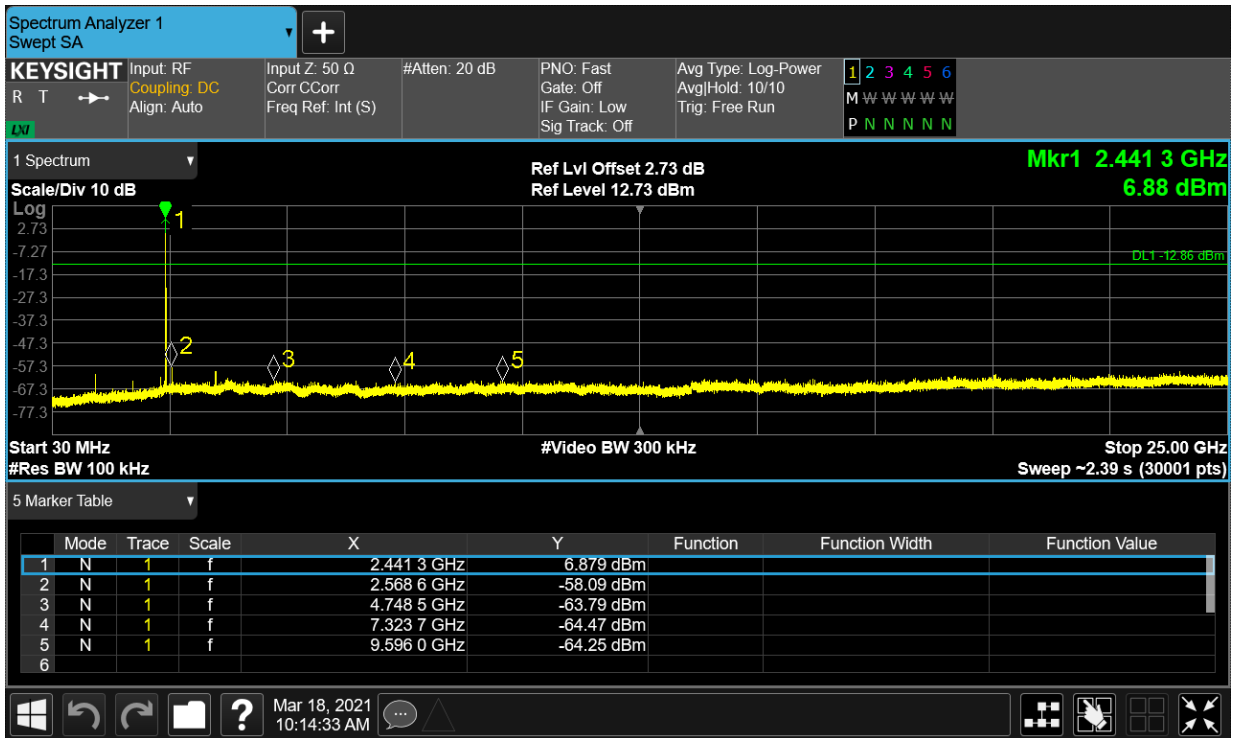 Spectrum Analyzer 1
Swept SA
KEYSIGHT
R T
LXI
Input: RF
Coupling: DC
Align: Auto
Input Z: 50 Ω
Corr CCorr
Freq Ref: Int (S)
#Atten: 20 dB
PNO: Fast
Gate: Off
IF Gain: Low
Sig Track: Off
Avg Type: Log-Power
Avg|Hold: 10/10
Trig: Free Run
1 2 3 4 5 6
M W W W W W
P N N N N N
1 Spectrum
Scale/Div 10 dB
Ref Lvl Offset 2.73 dB
Ref Level 12.73 dBm
Mkr1 2.441 3 GHz
6.88 dBm
Log
2.73
-7.27
-17.3
-27.3
-37.3
-47.3
-57.3
-67.3
-77.3
DL1 -12.86 dBm
1
2
3
4
5
Start 30 MHz
#Video BW 300 kHz
Stop 25.00 GHz
#Res BW 100 kHz
Sweep ~2.39 s (30001 pts)
5 Marker Table
Mode Trace Scale X Y Function Function Width Function Value
1 N 1 f 2.441 3 GHz 6.879 dBm
2 N 1 f 2.568 6 GHz -58.09 dBm
3 N 1 f 4.748 5 GHz -63.79 dBm
4 N 1 f 7.323 7 GHz -64.47 dBm
5 N 1 f 9.596 0 GHz -64.25 dBm
6
?
Mar 18, 2021
10:14:33 AM